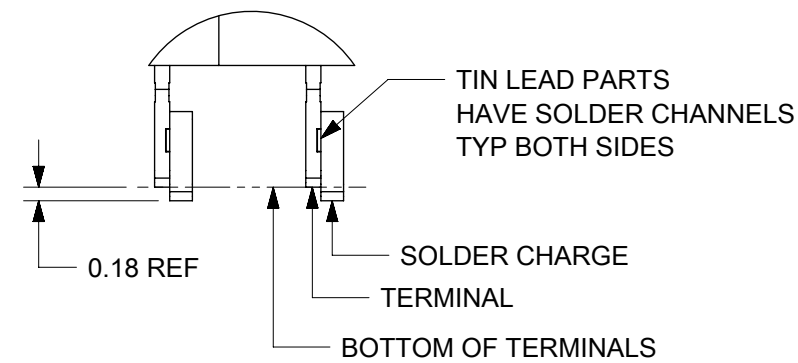 TIN LEAD PARTS
HAVE SOLDER CHANNELS
TYP BOTH SIDES
0.18 REF
SOLDER CHARGE
TERMINAL
BOTTOM OF TERMINALS